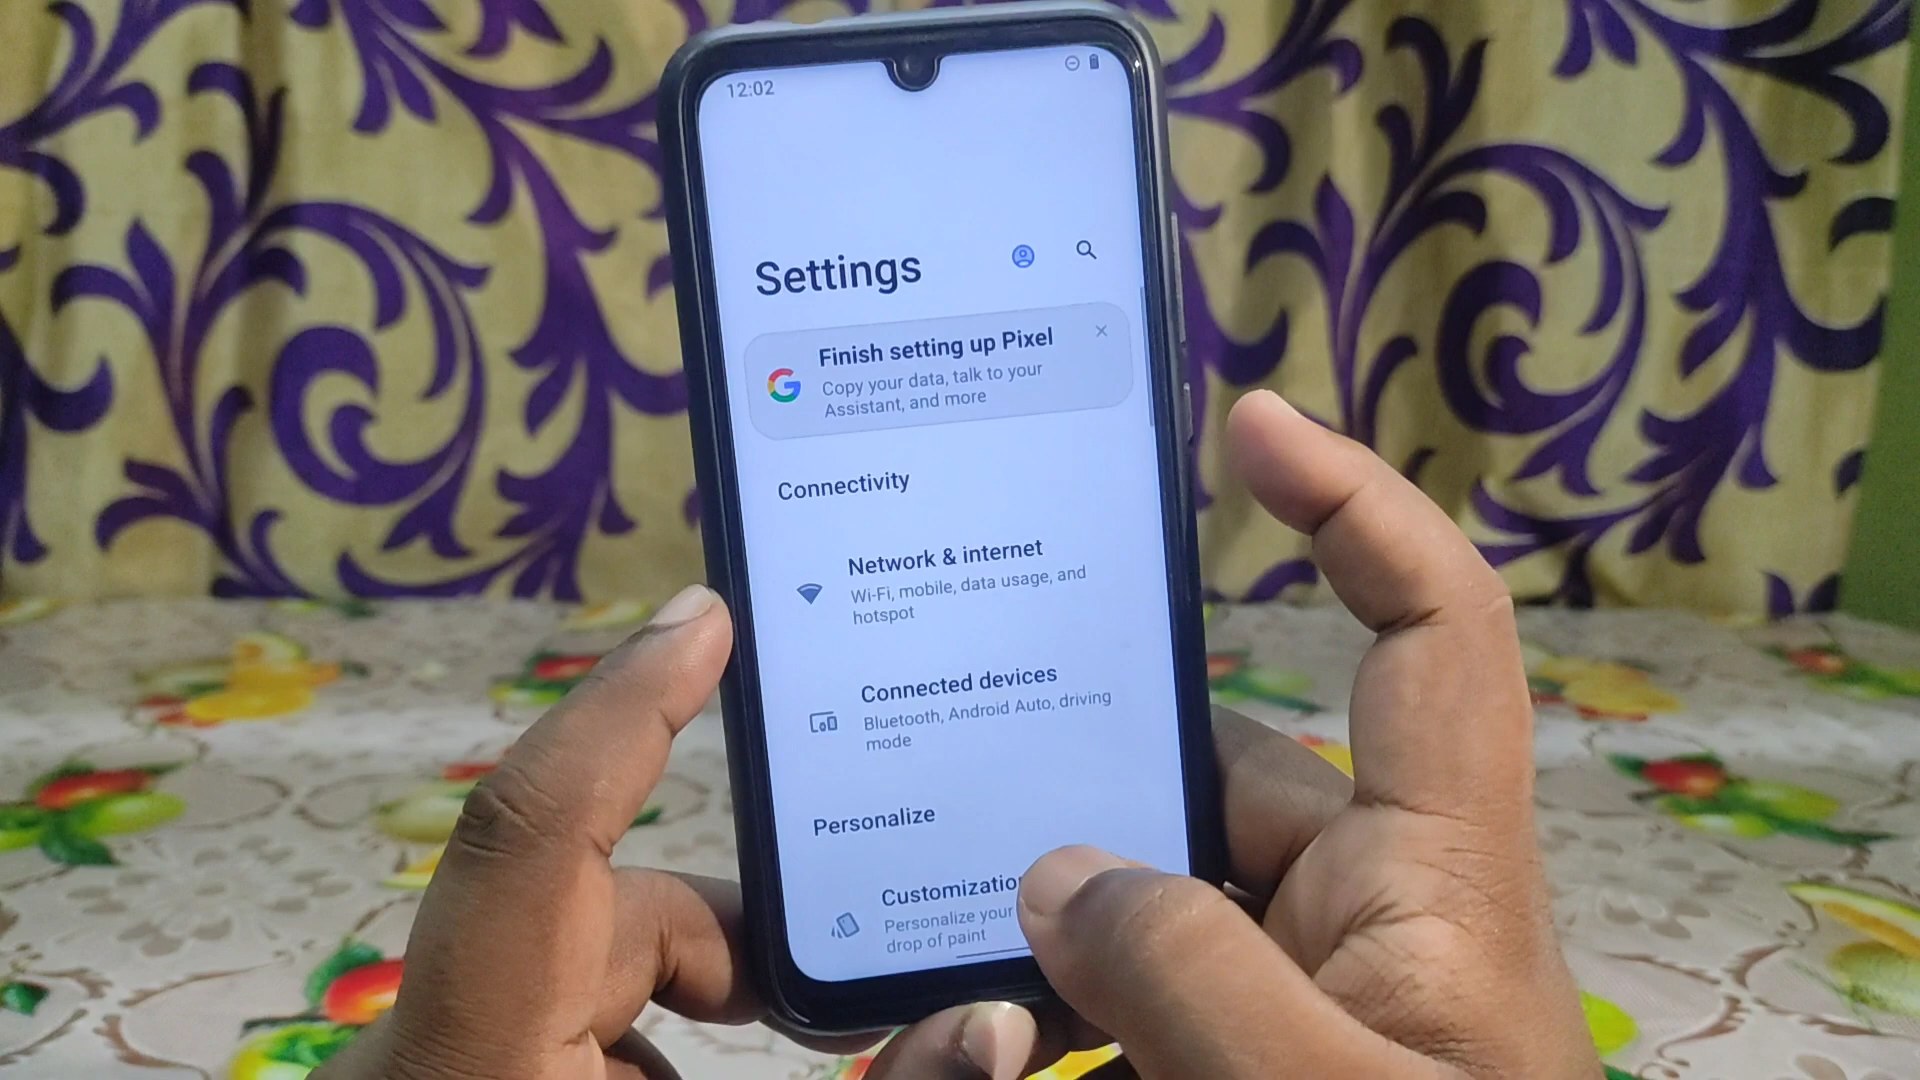 12:02
Settings
Finish setting up Pixel
Copy your data, talk to your
Assistant, and more
Connectivity
Network & internet
Wi-Fi, mobile, data usage, and
hotspot
Connected devices
Bluetooth, Android Auto, driving
mode
Personalize
Customizatio
Personalize your
drop of paint